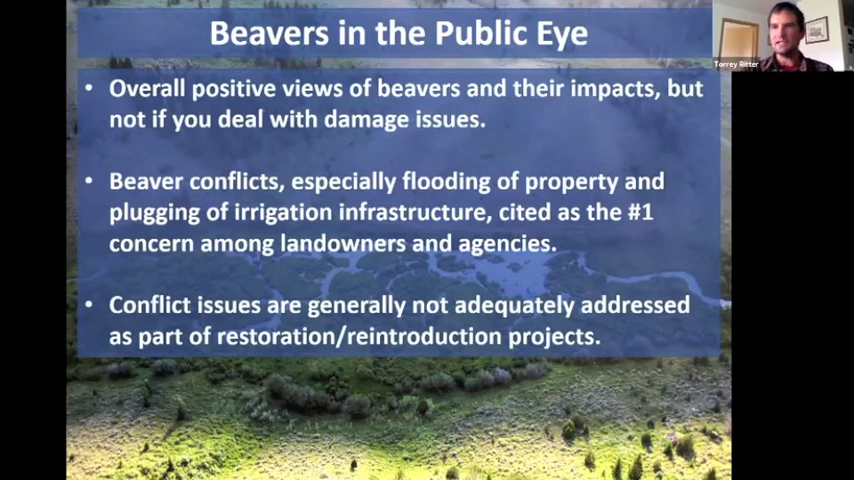 Beavers in the Public Eye
Torrey Ritter
• Overall positive views of beavers and their impacts, but
not if you deal with damage issues.
• Beaver conflicts, especially flooding of property and
plugging of irrigation infrastructure, cited as the #1
concern among landowners and agencies.
• Conflict issues are generally not adequately addressed
as part of restoration/reintroduction projects.